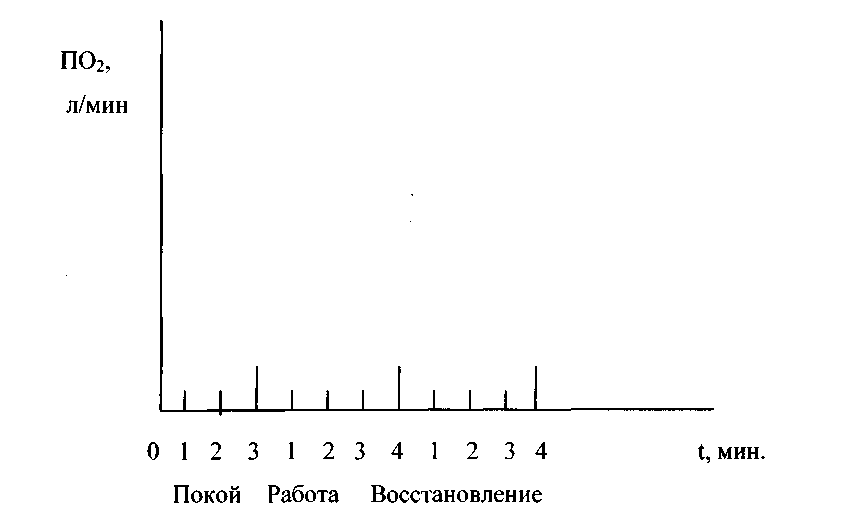 ПО₂,
л/мин
0 1 2 3 1 2 3 4 1 2 3 4 t, мин.
Покой Работа Восстановление